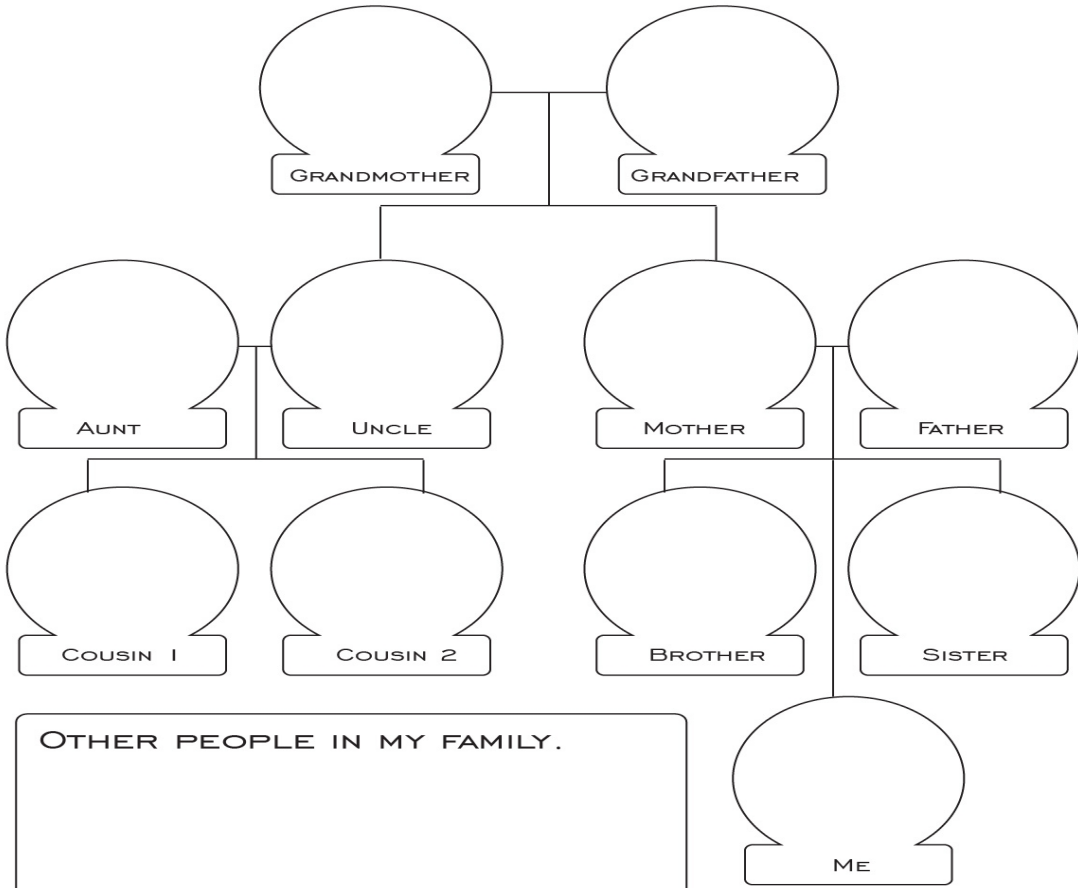 GRANDMOTHER
GRANDFATHER
AUNT
UNCLE
MOTHER
FATHER
COUSIN 1
COUSIN 2
BROTHER
SISTER
OTHER PEOPLE IN MY FAMILY.
ME